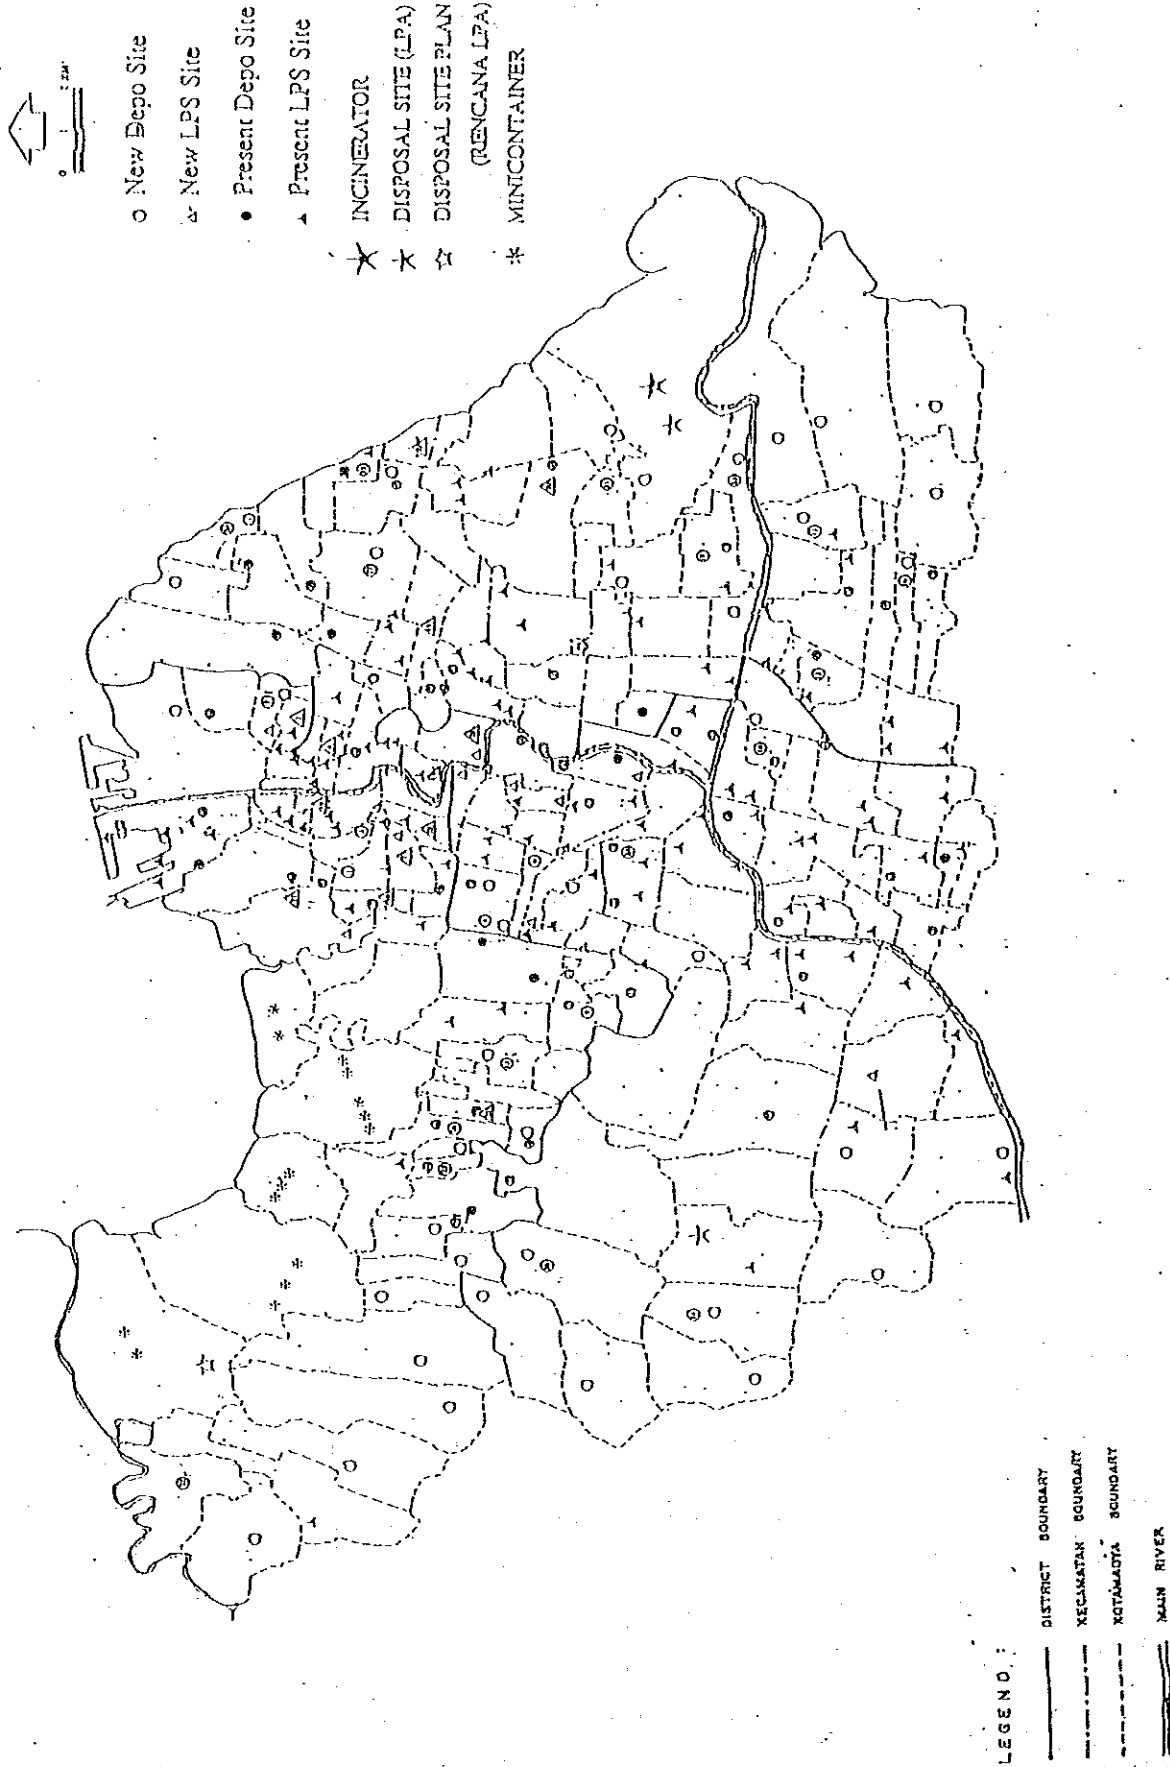 New Depo Site
New LPS Site
Present Depo Site
Present LPS Site
INCINERATOR
DISPOSAL SITE (LPA)
DISPOSAL SITE PLAN
(RENCANA LPA)
MINICONTAINER
LEGEND :
DISTRICT BOUNDARY
KECAMATAN BOUNDARY
KOTAMADYA BOUNDARY
MAIN RIVER